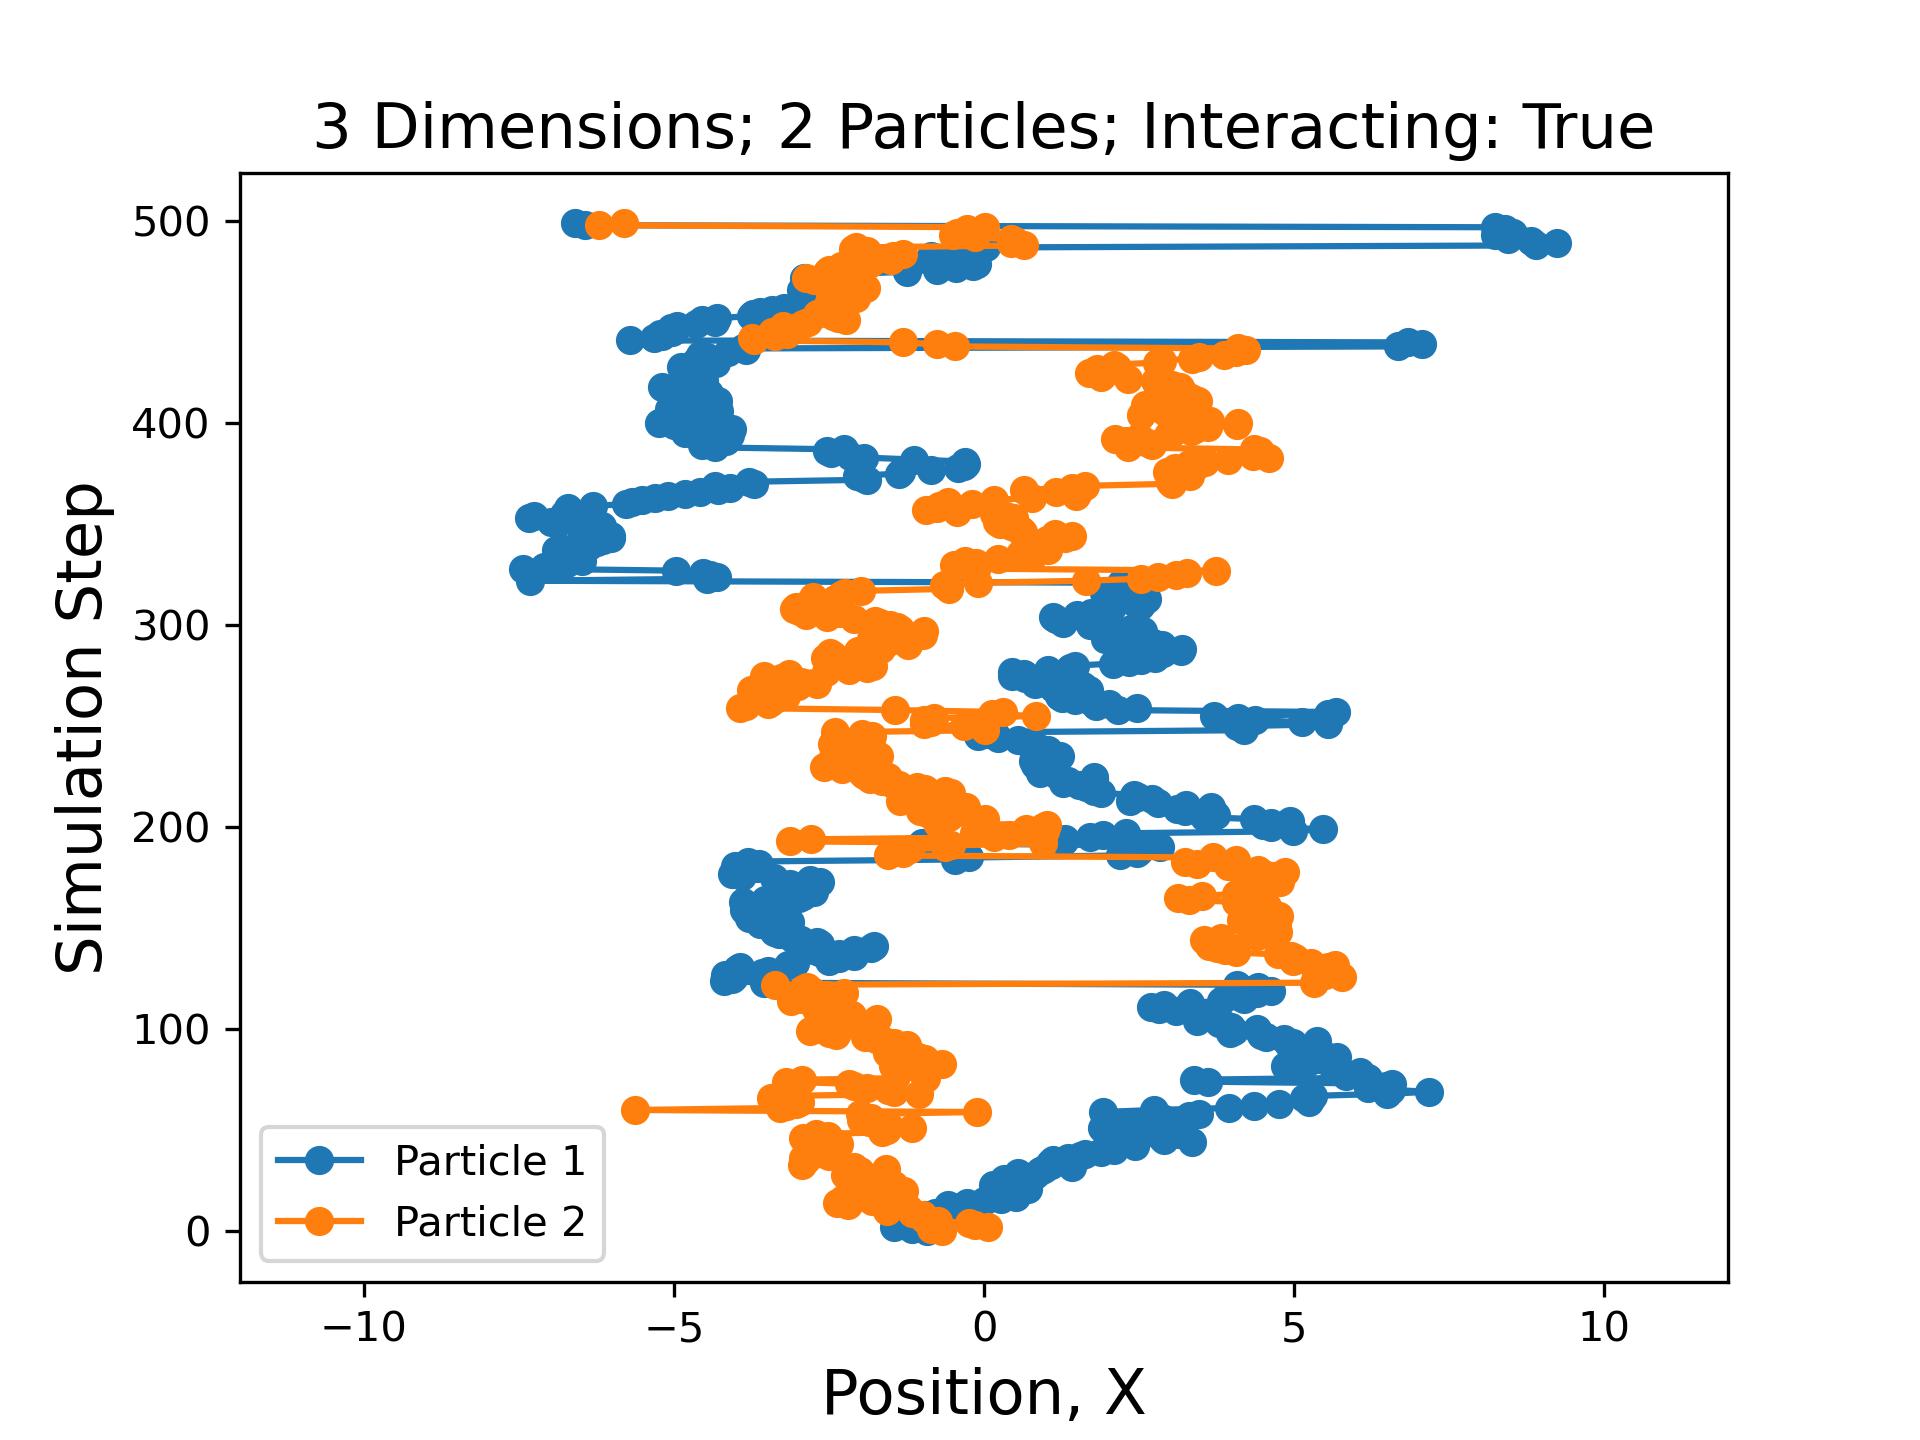 3 Dimensions; 2 Particles; Interacting: True
Simulation Step
500
400
300
200
100
0
Particle 1
Particle 2
−10 −5 0 5 10
Position, X